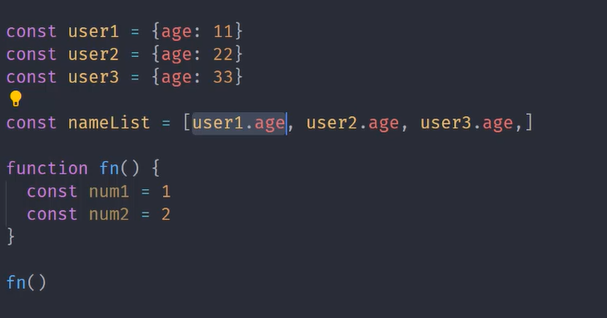 const user1 = {age: 11}
const user2 = {age: 22}
const user3 = {age: 33}
const nameList = [user1.age, user2.age, user3.age,]
function fn() {
const num1 = 1
const num2 = 2
}
fn()